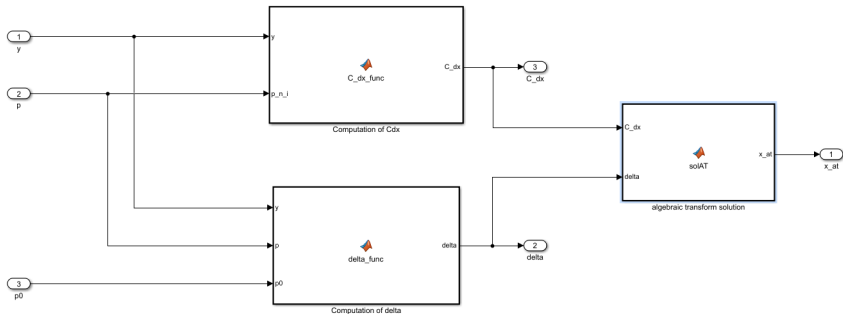 1
y
2
p
3
p0
y
p_n_i
C_dx_func
C_dx
Computation of Cdx
3
C_dx
y
p
p0
delta_func
delta
Computation of delta
2
delta
C_dx
delta
solAT
x_at
algebraic transform solution
1
x_at